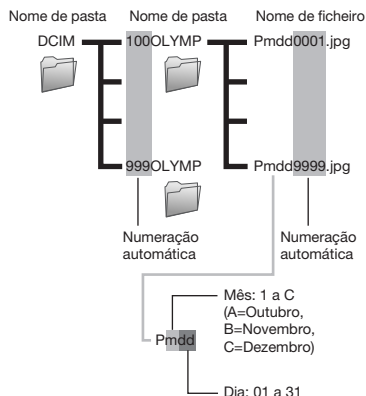 Nome de pasta Nome de pasta Nome de ficheiro
DCIM 100OLYMP Pmdd0001.jpg
999OLYMP Pmdd9999.jpg
Numeração
automática
Numeração
automática
Mês: 1 a C
(A=Outubro,
B=Novembro,
C=Dezembro)
Pmdd
Dia: 01 a 31